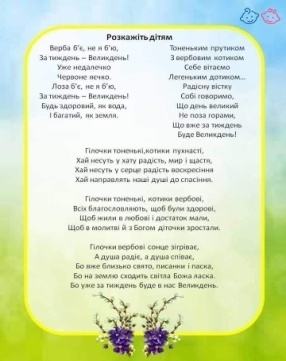 Розкажіть дітям
Верба б'є, не я б'ю,
За тиждень – Великдень!
Уже недалечко
Червоне яєчко.
Лоза б'є, не я б'ю,
За тиждень – Великдень!
Будь здоровий, як вода,
І багатий, як земля.
Тоненьким прутиком
З вербовим котиком
Себе вітаємо
Легеньким дотиком...
Радісну вістку
Собі говоримо,
Що день великий
Не поза горами,
Що вже за тиждень
Буде Великдень!
Гілочки тоненькі,котики пухнасті,
Хай несуть у хату радість, мир і щастя,
Хай несуть у серце радість воскресіння
Хай направлять наші душі до спасіння.
Гілочки тоненькі, котики вербові,
Всіх благословляють, щоб були здорові,
Щоб жили в любові і достаток мали,
Щоб в молитві й з Богом діточки зростали.
Гілочки вербові сонце зігріває,
А душа радіє, а душа співає,
Бо вже близько свято, писанки і паска,
Бо на землю сходить світла Божа ласка.
Бо уже за тиждень буде в нас Великдень.